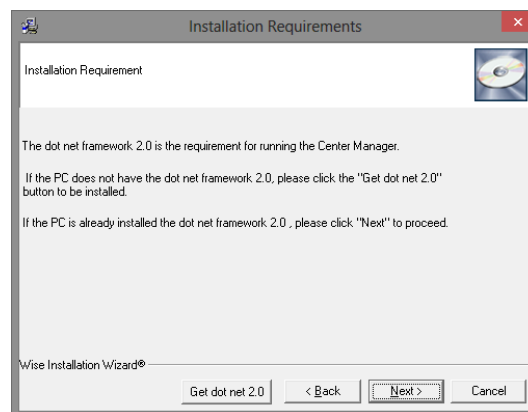 Installation Requirements
Installation Requirement
The dot net framework 2.0 is the requirement for running the Center Manager.
If the PC does not have the dot net framework 2.0, please click the "Get dot net 2.0"
button to be installed.
If the PC is already installed the dot net framework 2.0 , please click "Next" to proceed.
Wise Installation Wizard®
Get dot net 2.0 < Back Next > Cancel